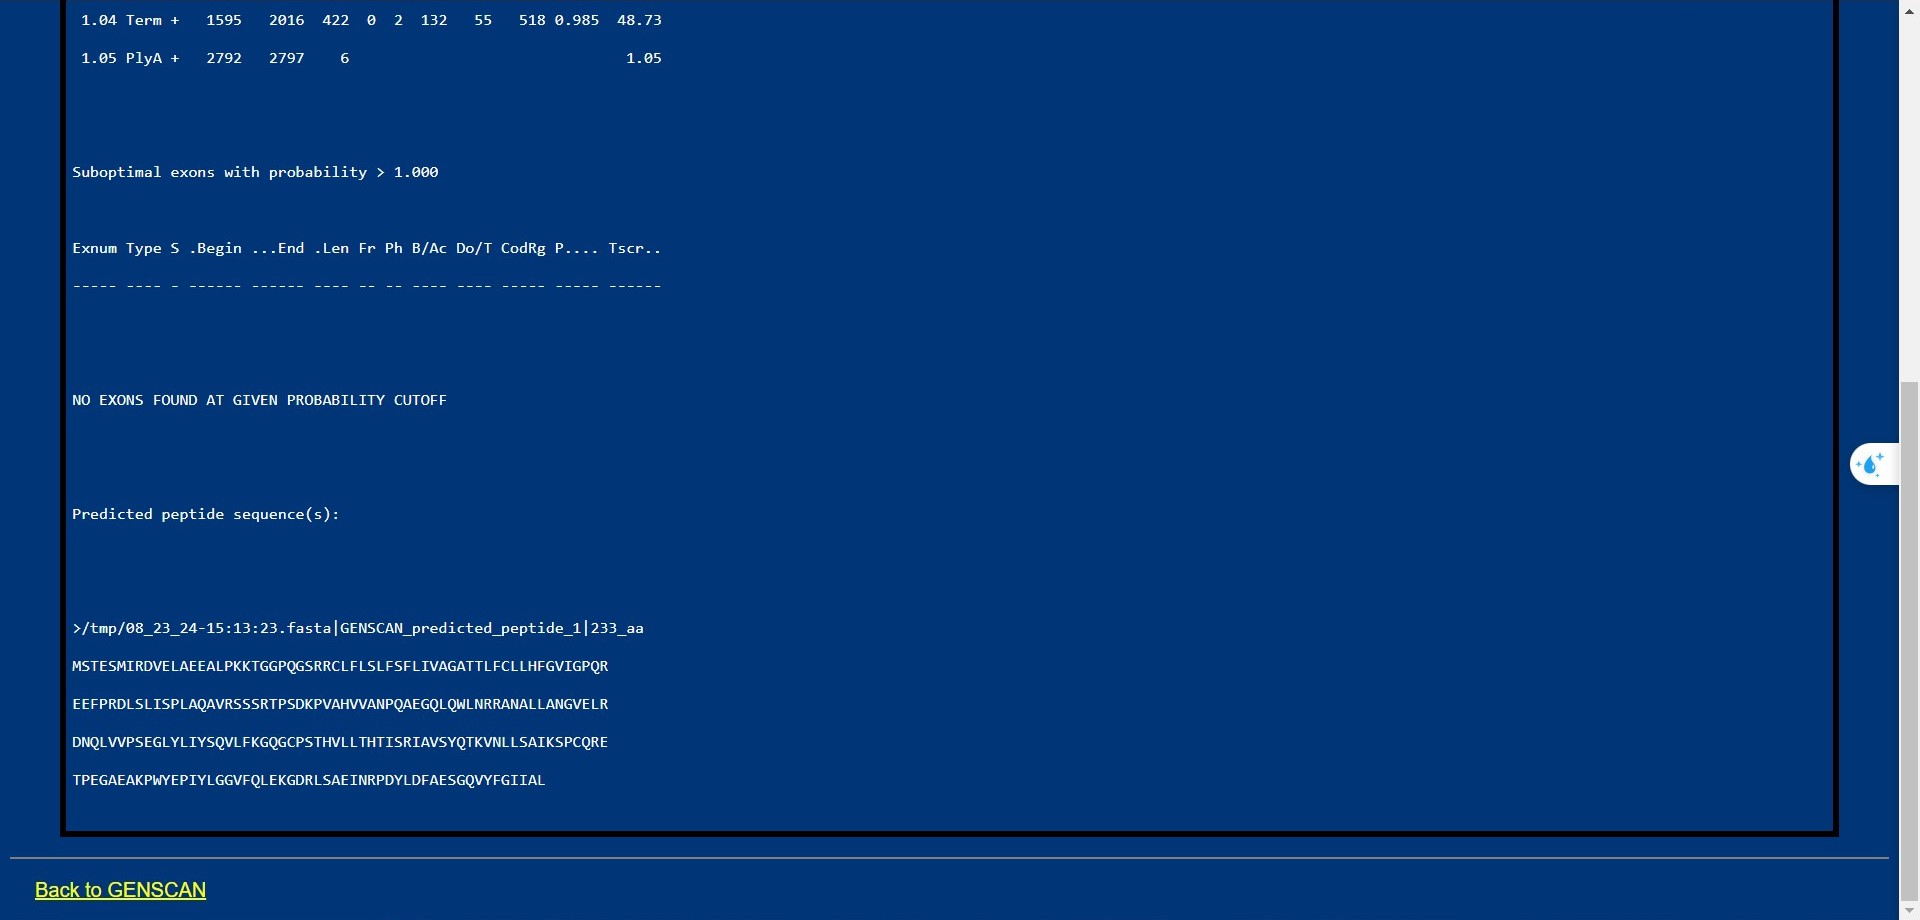 1.04 Term +   1595   2016  422  0  2  132   55   518 0.985  48.73
1.05 PlyA +   2792   2797    6                               1.05
Suboptimal exons with probability > 1.000
Exnum Type S .Begin ...End .Len Fr Ph B/Ac Do/T CodRg P.... Tscr..
----- ---- - ------ ------ ---- -- -- ---- ---- ----- ----- ------
NO EXONS FOUND AT GIVEN PROBABILITY CUTOFF
Predicted peptide sequence(s):
>/tmp/08_23_24-15:13:23.fasta|GENSCAN_predicted_peptide_1|233_aa
MSTESMIRDVELAEEALPKKTGGPQGSRRCLFLSLFSFLIVAGATTLFCLLHFGVIGPQR
EEFPRDLSLISPLAQAVRSSSRTPSDKPVAHVVANPQAEGQLQWLNRRANALLANGVELR
DNQLVVPSEGLYLIYSQVLFKGQGCPSTHVLLTHTISRIAVSYQTKVNLLSAIKSPCQRE
TPEGAEAKPWYEPIYLGGVFQLEKGDRLSAEINRPDYLDFAESGQVYFGIIAL
Back to GENSCAN